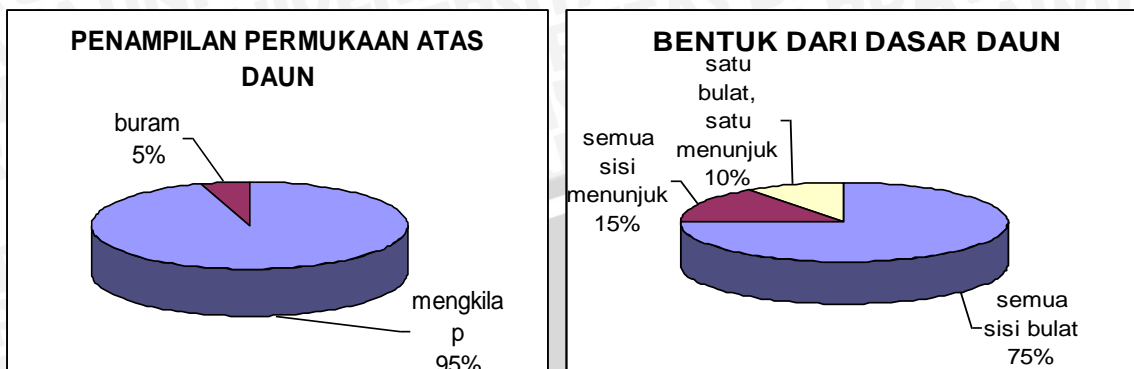 PENAMPILAN PERMUKAAN ATAS
DAUN
buram
5%
mengkila
p
95%
BENTUK DARI DASAR DAUN
satu
bulat,
satu
menunjuk
10%
semua
sisi
menunjuk
15%
semua
sisi bulat
75%